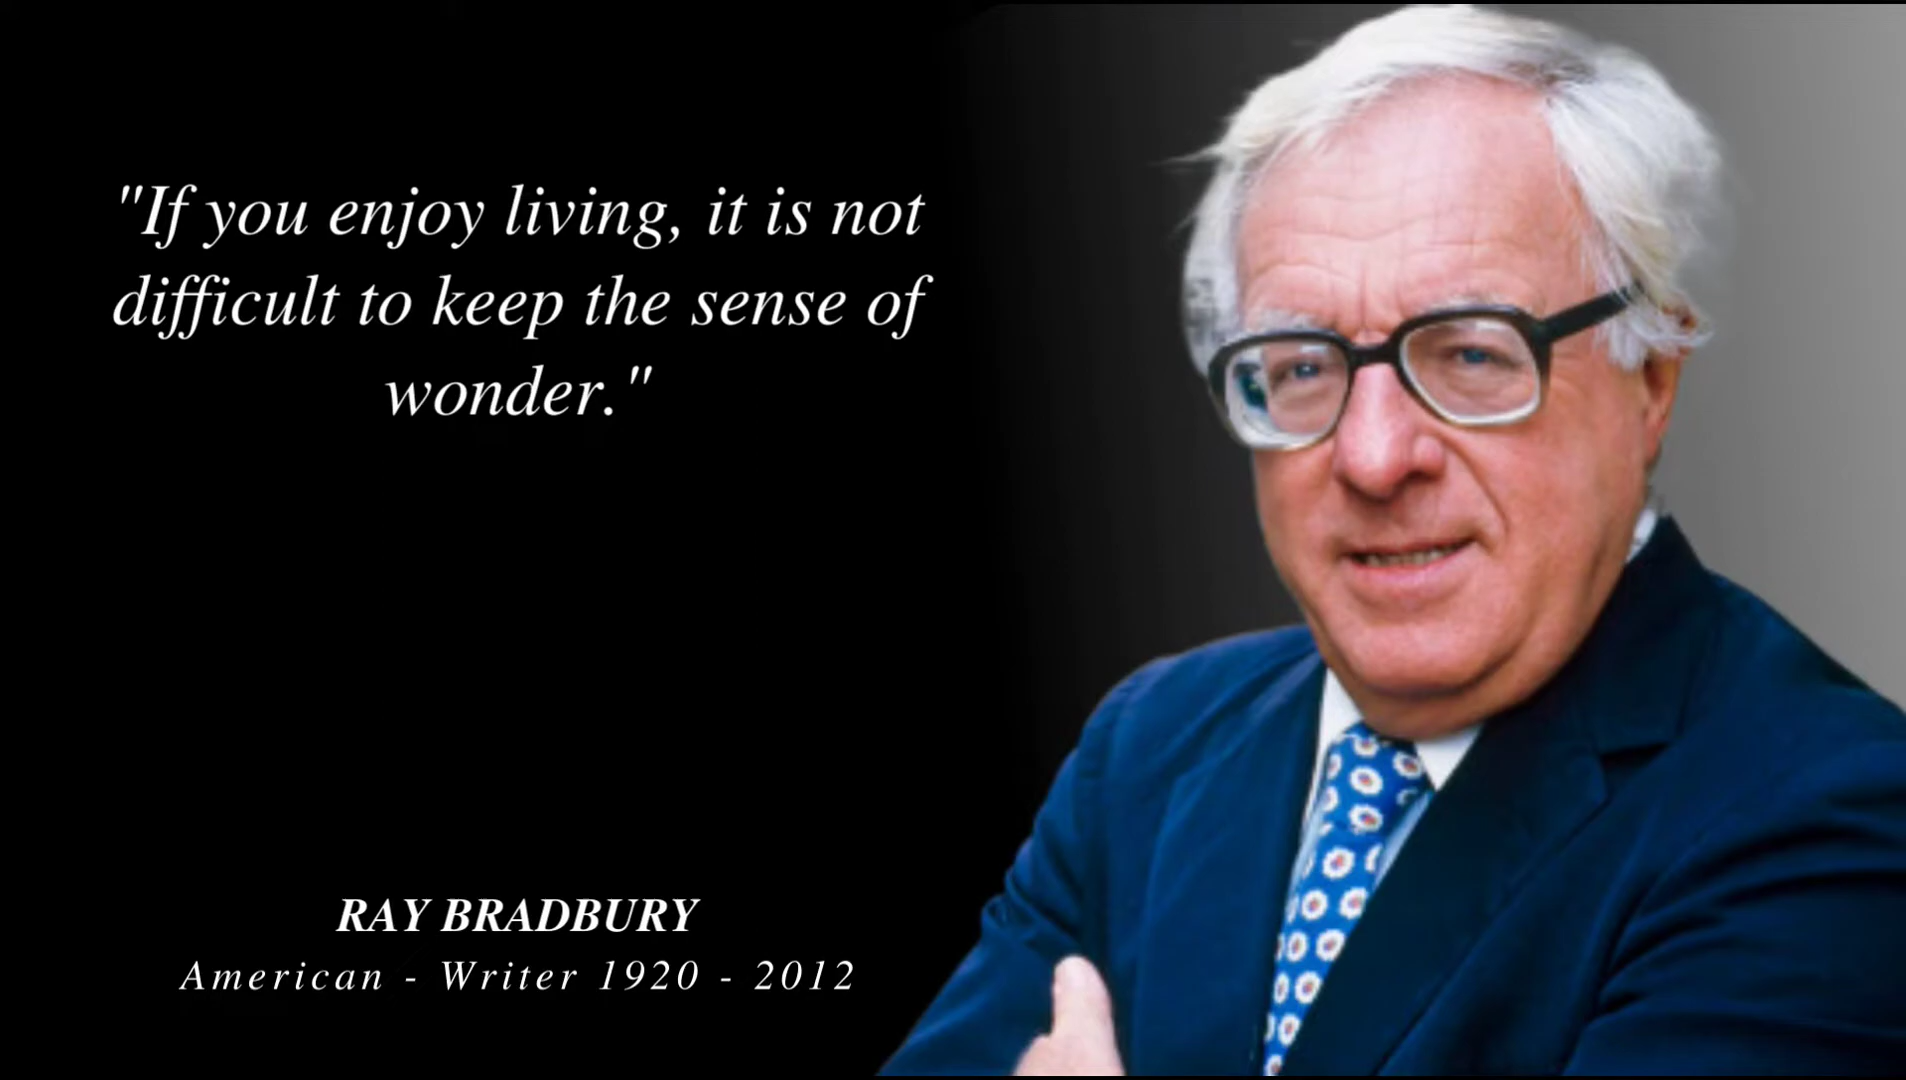 "If you enjoy living, it is not
difficult to keep the sense of
wonder."
RAY BRADBURY
American - Writer 1920 - 2012